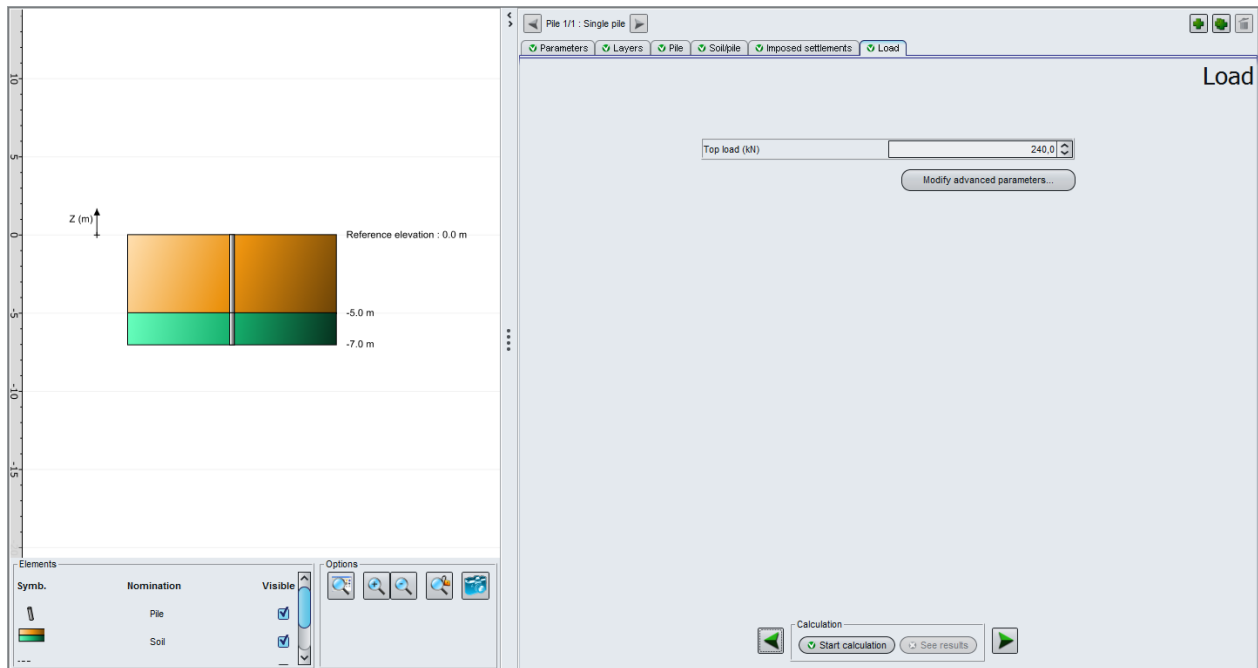 Pile 1/1 : Single pile
Parameters
Layers
Pile
Soil/pile
Imposed settlements
Load
Load
Top load (kN)
240,0
Modify advanced parameters...
10
5
0
-5
-10
-15
Z (m)
Reference elevation : 0.0 m
-5.0 m
-7.0 m
Elements
Symb.
Nomination
Visible
Pile
Soil
Options
Calculation
Start calculation
See results